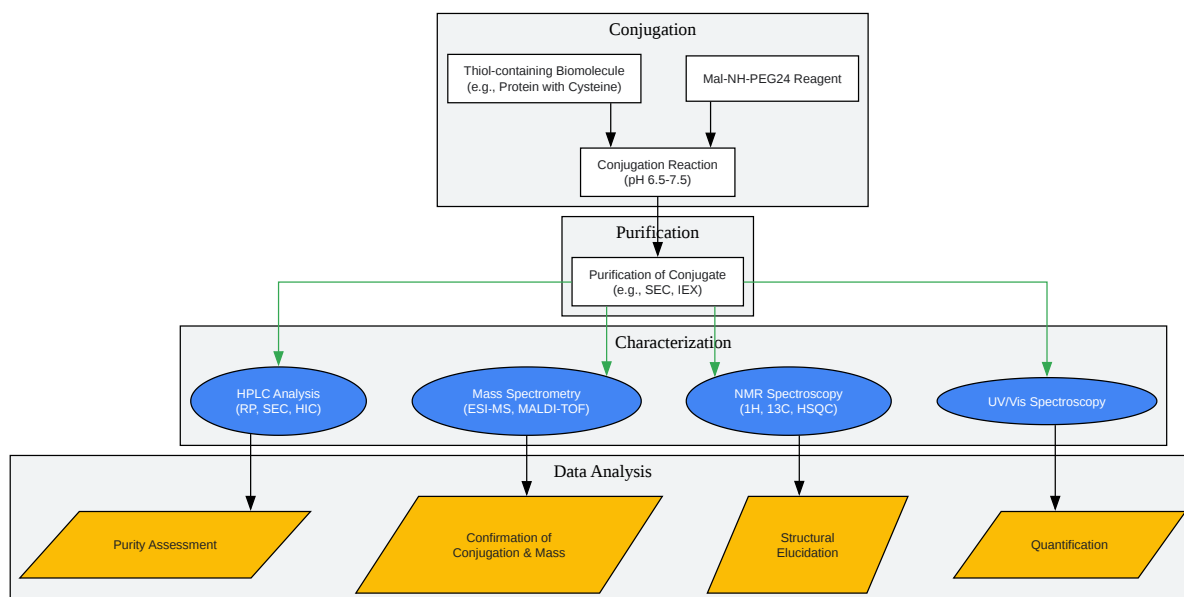 Conjugation
Thiol-containing Biomolecule
(e.g., Protein with Cysteine)
Mal-NH-PEG24 Reagent
Conjugation Reaction
(pH 6.5-7.5)
Purification
Purification of Conjugate
(e.g., SEC, IEX)
Characterization
HPLC Analysis
(RP, SEC, HIC)
Mass Spectrometry
(ESI-MS, MALDI-TOF)
NMR Spectroscopy
(1H, 13C, HSQC)
UV/Vis Spectroscopy
Data Analysis
Purity Assessment
Confirmation of
Conjugation & Mass
Structural
Elucidation
Quantification